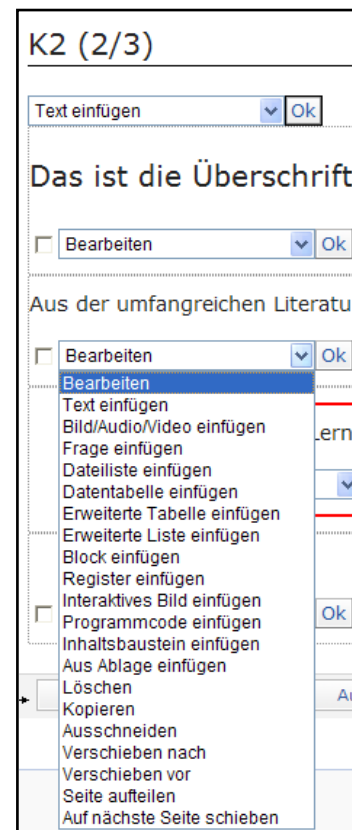 K2 (2/3)
Text einfügen Ok
Das ist die Überschrift
Bearbeiten Ok
Aus der umfangreichen Literatu
Bearbeiten Ok
Bearbeiten
Text einfügen
Bild/Audio/Video einfügen
Lern
Frage einfügen
Dateiliste einfügen
Datentabelle einfügen
Erweiterte Tabelle einfügen
Erweiterte Liste einfügen
Block einfügen
Register einfügen
Interaktives Bild einfügen
Programmcode einfügen Ok
Inhaltsbaustein einfügen
Aus Ablage einfügen
Löschen
Kopieren
Ausschneiden
Verschieben nach
Verschieben vor
Seite aufteilen
Auf nächste Seite schieben